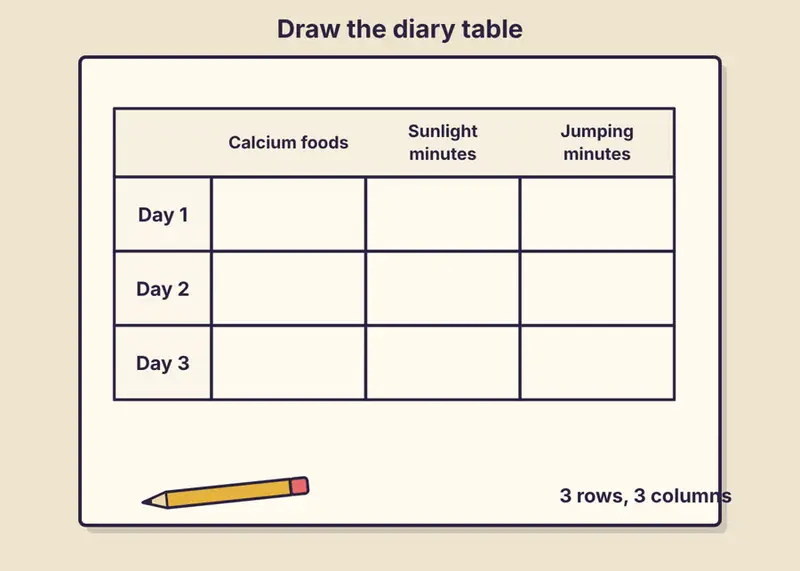 Draw the diary table
Calcium foods
Sunlight
minutes
Jumping
minutes
Day 1
Day 2
Day 3
3 rows, 3 columns